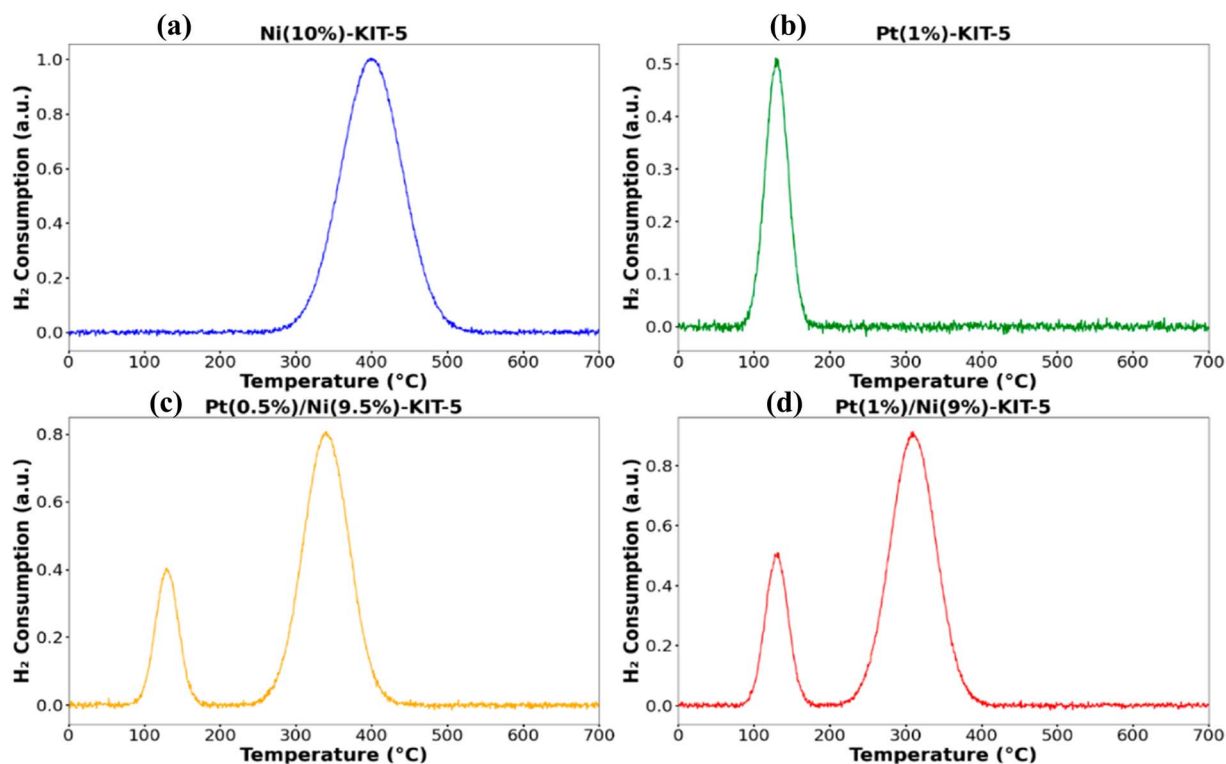 (a)
Ni(10%)-KIT-5
H₂ Consumption (a.u.)
1.0
0.8
0.6
0.4
0.2
0.0
0 100 200 300 400 500 600 700
Temperature (°C)
(b)
Pt(1%)-KIT-5
H₂ Consumption (a.u.)
0.5
0.4
0.3
0.2
0.1
0.0
0 100 200 300 400 500 600 700
Temperature (°C)
(c)
Pt(0.5%)/Ni(9.5%)-KIT-5
H₂ Consumption (a.u.)
0.8
0.6
0.4
0.2
0.0
0 100 200 300 400 500 600 700
Temperature (°C)
(d)
Pt(1%)/Ni(9%)-KIT-5
H₂ Consumption (a.u.)
0.8
0.6
0.4
0.2
0.0
0 100 200 300 400 500 600 700
Temperature (°C)